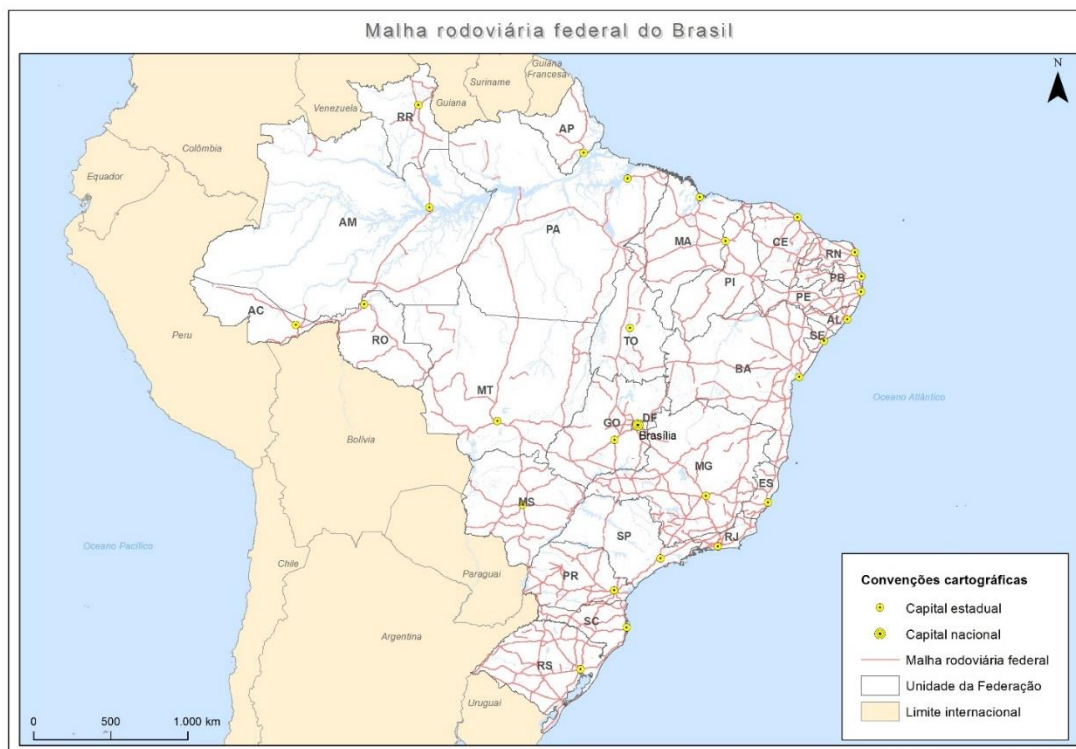 Malha rodoviária federal do Brasil
N
Guiana
Francesa
Suriname
Venezuela
Guiana
RR
AP
Colômbia
Equador
AM
PA
MA
CE
RN
PB
PI
PE
AL
SE
AC
Peru
RO
TO
BA
MT
Oceano Atlântico
GO
DF
Brasília
Bolívia
MG
ES
MS
SP
RJ
Oceano Pacífico
Chile
Paraguai
PR
SC
Argentina
RS
Uruguai
Convenções cartográficas
Capital estadual
Capital nacional
Malha rodoviária federal
Unidade da Federação
Limite internacional
0 500 1.000 km